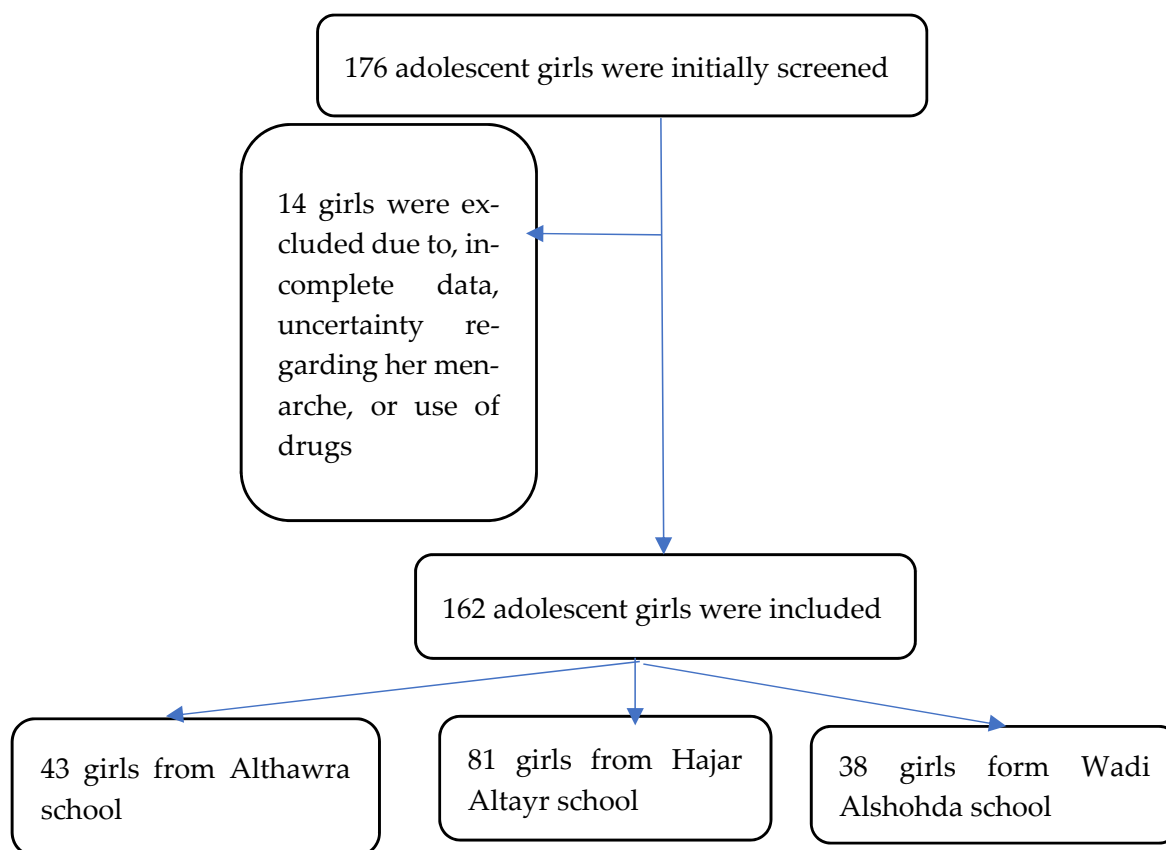 176 adolescent girls were initially screened
14 girls were ex-
cluded due to, in-
complete data,
uncertainty re-
garding her men-
arche, or use of
drugs
162 adolescent girls were included
43 girls from Althawra
school
81 girls from Hajar
Altayr school
38 girls form Wadi
Alshohda school